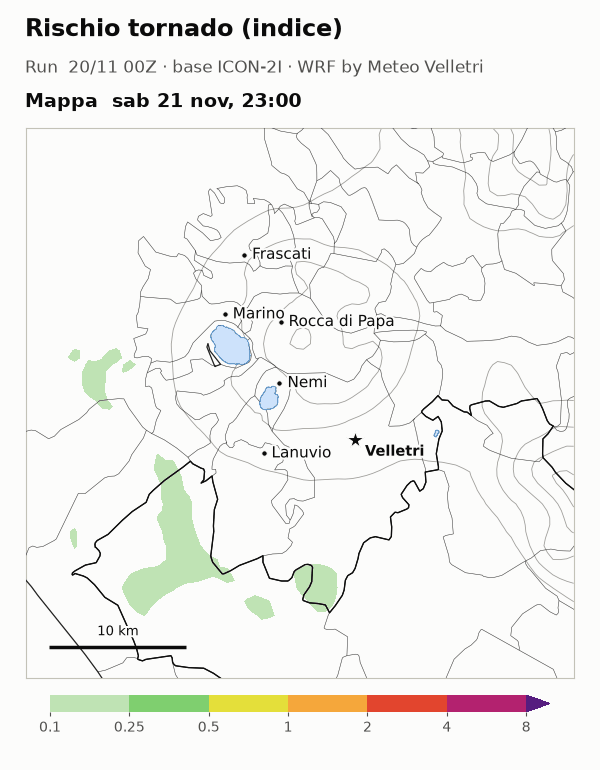 Rischio tornado (indice)
Run  20/11 00Z · base ICON-2I · WRF by Meteo Velletri
Mappa  sab 21 nov, 23:00
Frascati
Marino
Rocca di Papa
Nemi
Velletri
Lanuvio
10 km
0.1 0.25 0.5 1 2 4 8